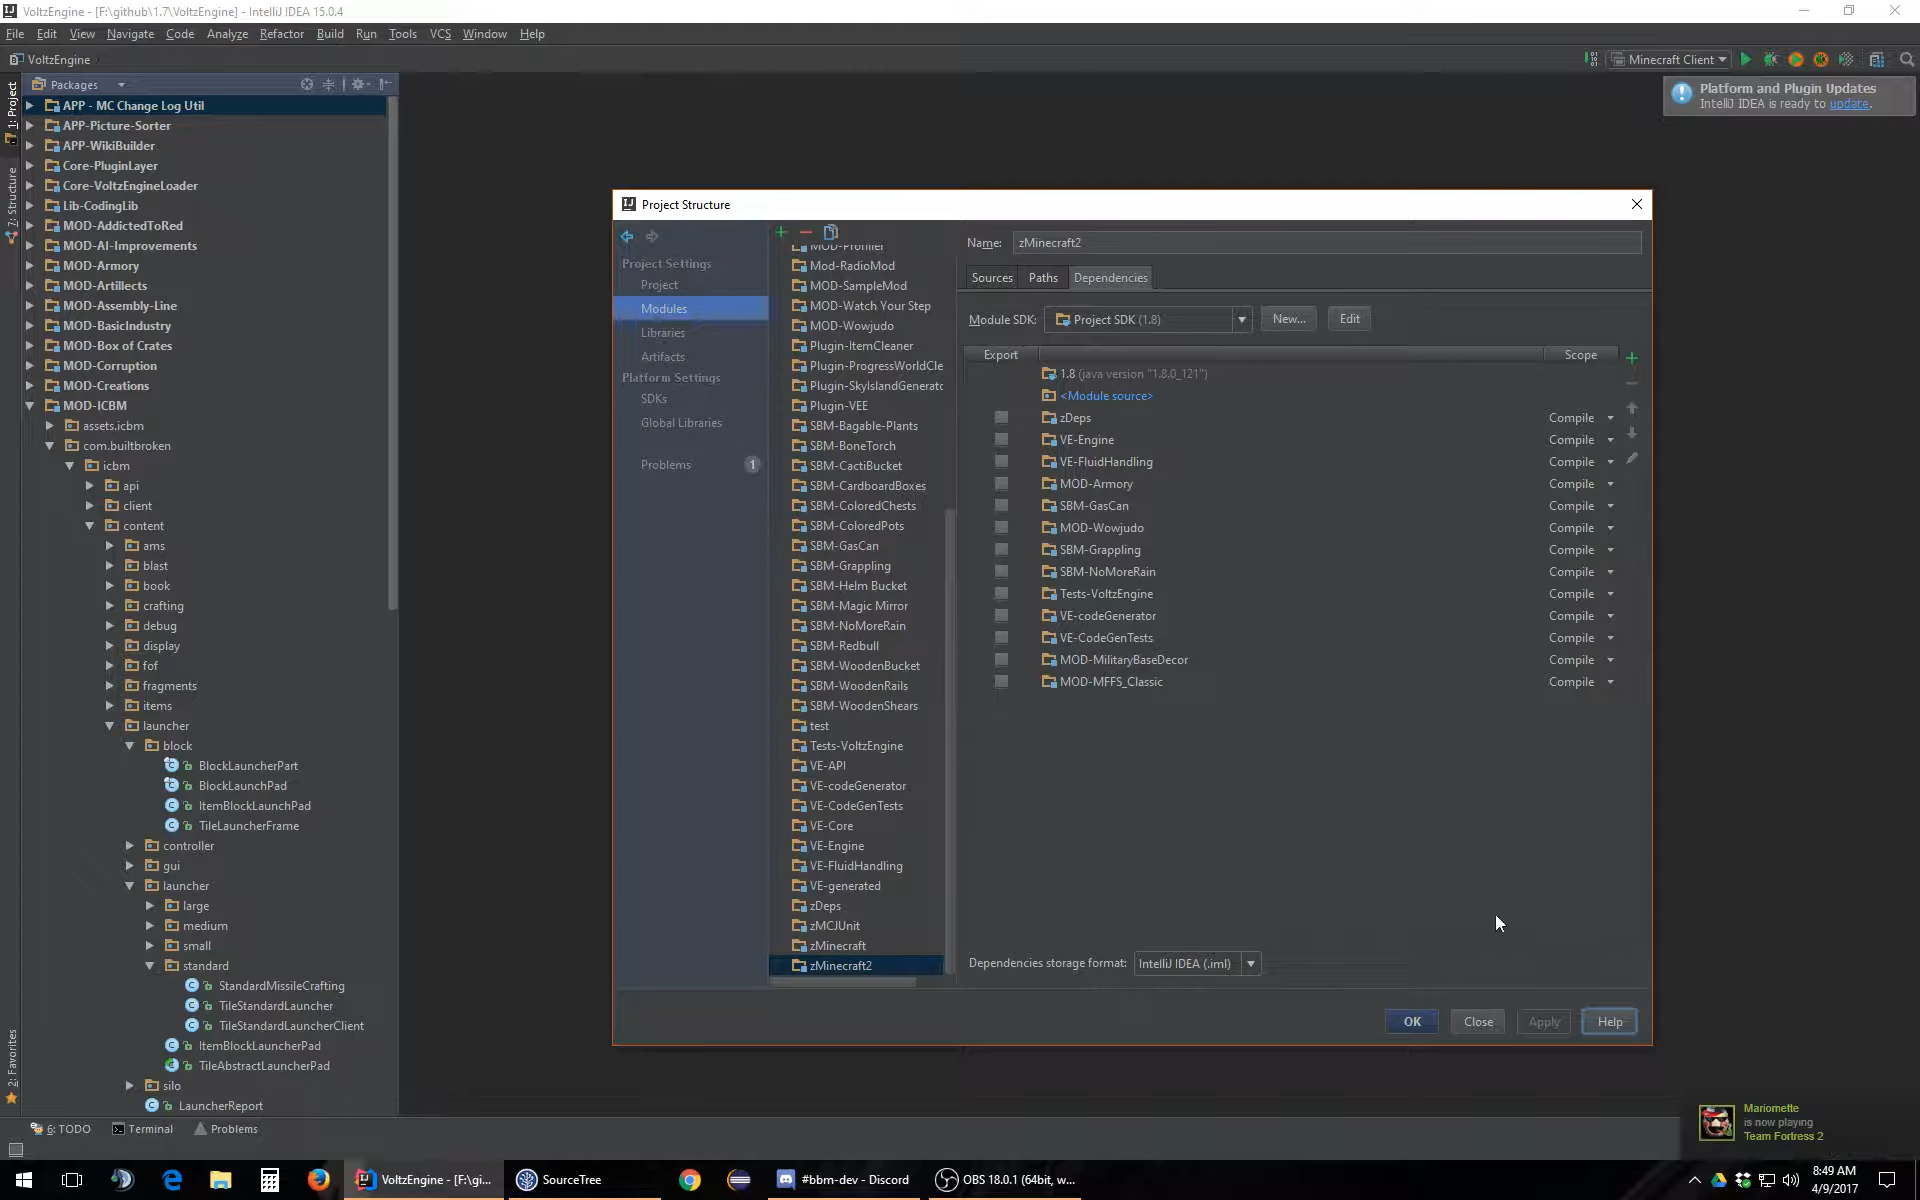 VoltzEngine - [F:\github\1.7\VoltzEngine] - IntelliJ IDEA 15.0.4
File Edit View Navigate Code Analyze Refactor Build Run Tools VCS Window Help
VoltzEngine
Minecraft Client
Platform and Plugin Updates
IntelliJ IDEA is ready to update.
1: Project
7: Structure
2: Favorites
Packages
APP - MC Change Log Util
APP-Picture-Sorter
APP-WikiBuilder
Core-PluginLayer
Core-VoltzEngineLoader
Lib-CodingLib
MOD-AddictedToRed
MOD-AI-Improvements
MOD-Armory
MOD-Artillects
MOD-Assembly-Line
MOD-BasicIndustry
MOD-Box of Crates
MOD-Corruption
MOD-Creations
MOD-ICBM
assets.icbm
com.builtbroken
icbm
api
client
content
ams
blast
book
crafting
debug
display
fof
fragments
items
launcher
block
BlockLauncherPart
BlockLaunchPad
ItemBlockLaunchPad
TileLauncherFrame
controller
gui
launcher
large
medium
small
standard
StandardMissileCrafting
TileStandardLauncher
TileStandardLauncherClient
ItemBlockLauncherPad
TileAbstractLauncherPad
silo
LauncherReport
Project Structure
Project Settings
Project
Modules
Libraries
Artifacts
Platform Settings
SDKs
Global Libraries
Problems 1
MOD-Profiler
Mod-RadioMod
MOD-SampleMod
MOD-Watch Your Step
MOD-Wowjudo
Plugin-ItemCleaner
Plugin-ProgressWorldCle
Plugin-SkyIslandGeneratc
Plugin-VEE
SBM-Bagable-Plants
SBM-BoneTorch
SBM-CactiBucket
SBM-CardboardBoxes
SBM-ColoredChests
SBM-ColoredPots
SBM-GasCan
SBM-Grappling
SBM-Helm Bucket
SBM-Magic Mirror
SBM-NoMoreRain
SBM-Redbull
SBM-WoodenBucket
SBM-WoodenRails
SBM-WoodenShears
test
Tests-VoltzEngine
VE-API
VE-codeGenerator
VE-CodeGenTests
VE-Core
VE-Engine
VE-FluidHandling
VE-generated
zDeps
zMCJUnit
zMinecraft
zMinecraft2
Name: zMinecraft2
Sources Paths Dependencies
Module SDK: Project SDK (1.8) New... Edit
Export Scope
1.8 (java version "1.8.0_121")
<Module source>
zDeps Compile
VE-Engine Compile
VE-FluidHandling Compile
MOD-Armory Compile
SBM-GasCan Compile
MOD-Wowjudo Compile
SBM-Grappling Compile
SBM-NoMoreRain Compile
Tests-VoltzEngine Compile
VE-codeGenerator Compile
VE-CodeGenTests Compile
MOD-MilitaryBaseDecor Compile
MOD-MFFS_Classic Compile
Dependencies storage format: IntelliJ IDEA (.iml)
OK Close Apply Help
Mariomette
is now playing
Team Fortress 2
6: TODO Terminal Problems
VoltzEngine - [F:\gi... SourceTree #bbm-dev - Discord OBS 18.0.1 (64bit, w...
8:49 AM
4/9/2017